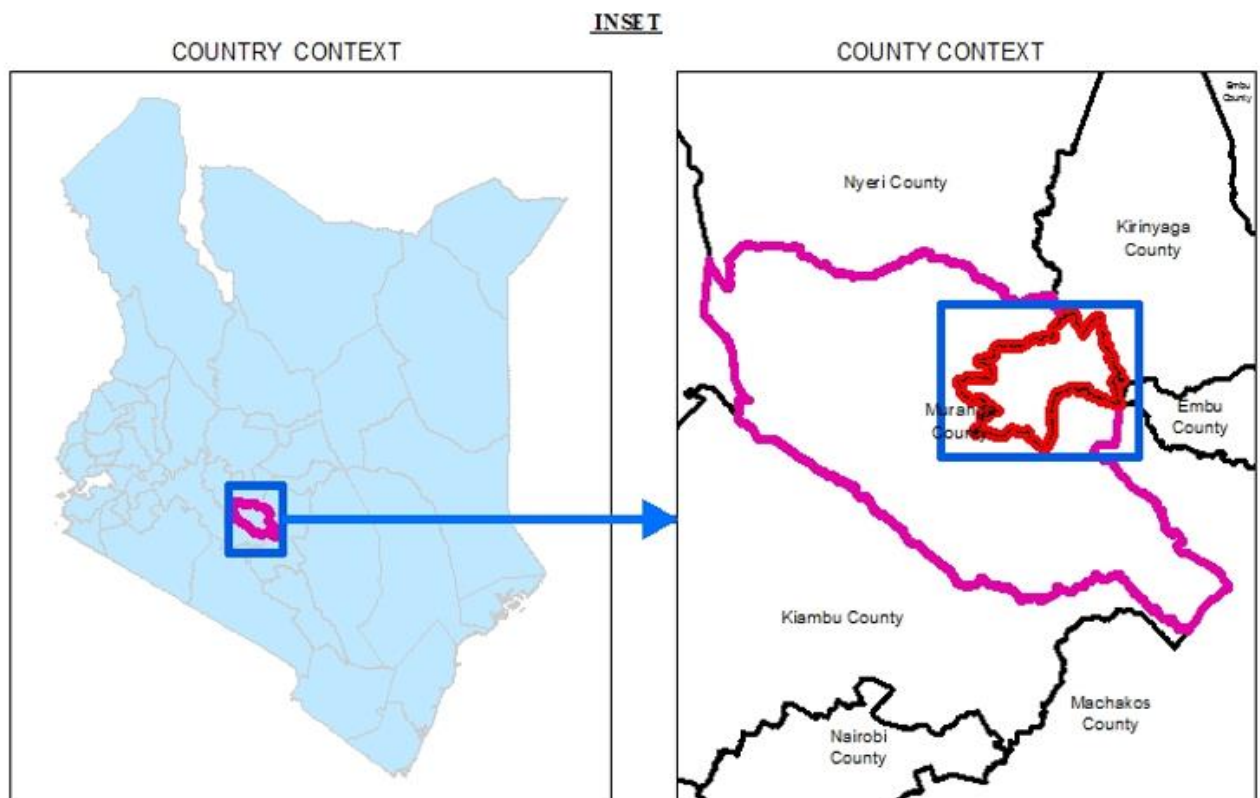 INSET
COUNTRY CONTEXT
COUNTY CONTEXT
Embu
County
Nyeri County
Kirinyaga
County
Embu
County
County
Kiambu County
Machakos
County
Nairobi
County